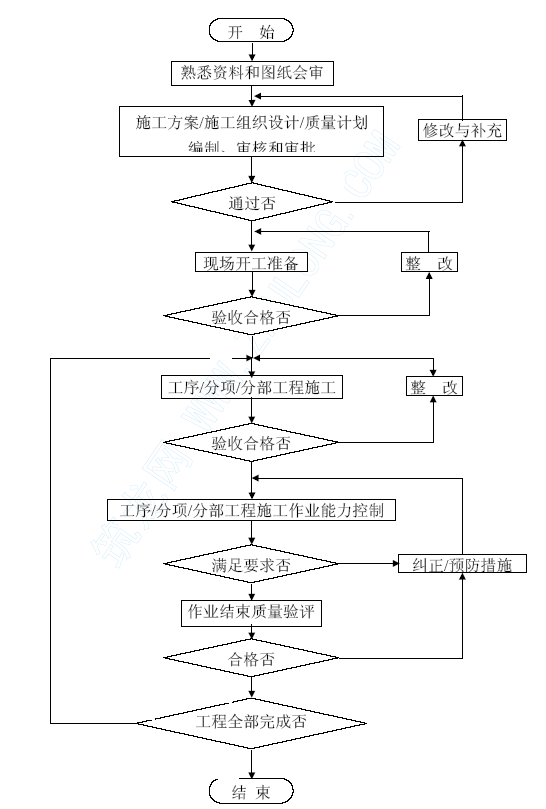 开 始
熟悉资料和图纸会审
施工方案/施工组织设计/质量计划
编制、审核和审批
修改与补充
通过否
现场开工准备
整 改
验收合格否
工序/分项/分部工程施工
整 改
验收合格否
工序/分项/分部工程施工作业能力控制
满足要求否
纠正/预防措施
作业结束质量验评
合格否
工程全部完成否
结 束